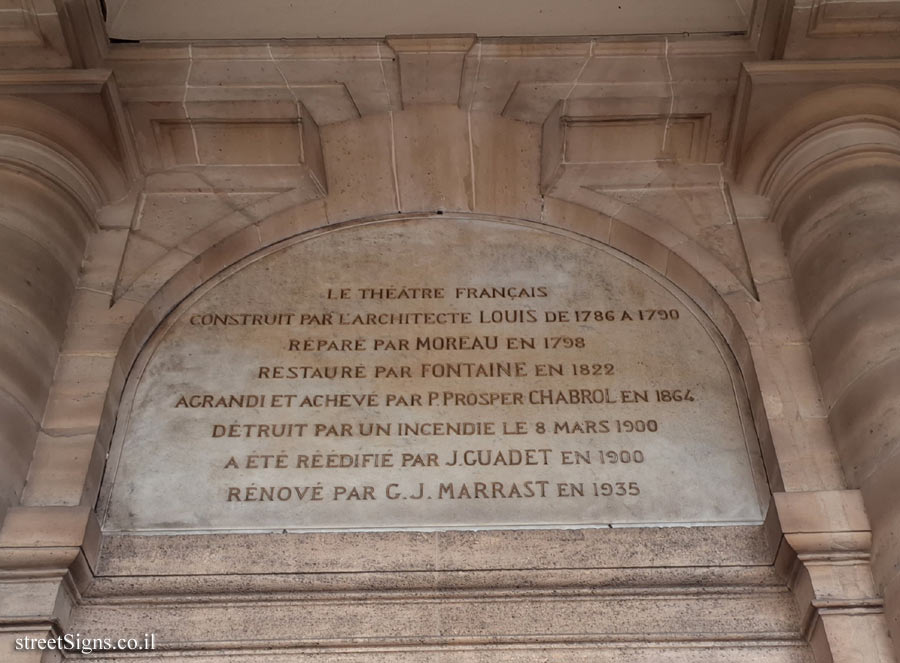 LE THÉÂTRE FRANÇAIS
CONSTRUIT PAR L'ARCHITECTE LOUIS DE 1786 A 1790
RÉPARÉ PAR MOREAU EN 1798
RESTAURÉ PAR FONTAINE EN 1822
AGRANDI ET ACHEVÉ PAR P. PROSPER CHABROL EN 1864
DÉTRUIT PAR UN INCENDIE LE 8 MARS 1900
A ÉTÉ RÉÉDIFIÉ PAR J. GUADET EN 1900
RÉNOVÉ PAR G.J. MARRAST EN 1935
streetSigns.co.il